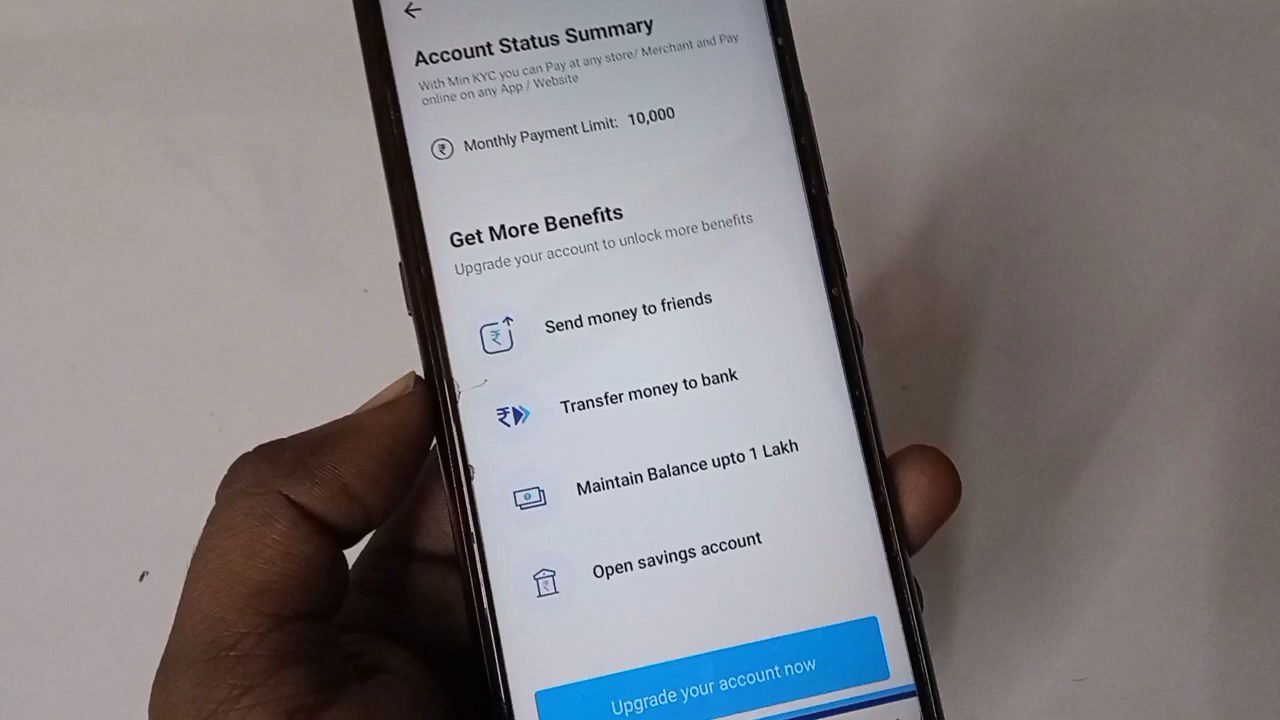 Account Status Summary
With Min KYC you can Pay at any store/ Merchant and Pay
online on any App / Website
₹ Monthly Payment Limit: 10,000
Get More Benefits
Upgrade your account to unlock more benefits
₹ Send money to friends
₹ Transfer money to bank
Maintain Balance upto 1 Lakh
₹ Open savings account
Upgrade your account now